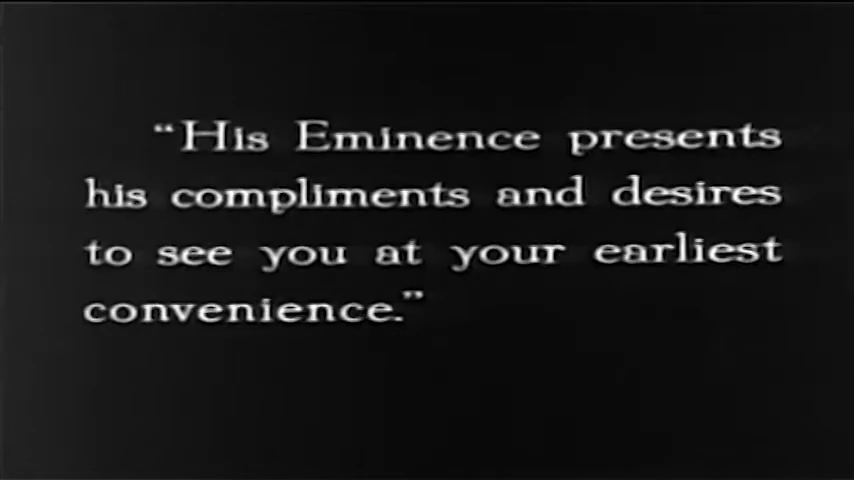 “His Eminence presents
his compliments and desires
to see you at your earliest
convenience.”